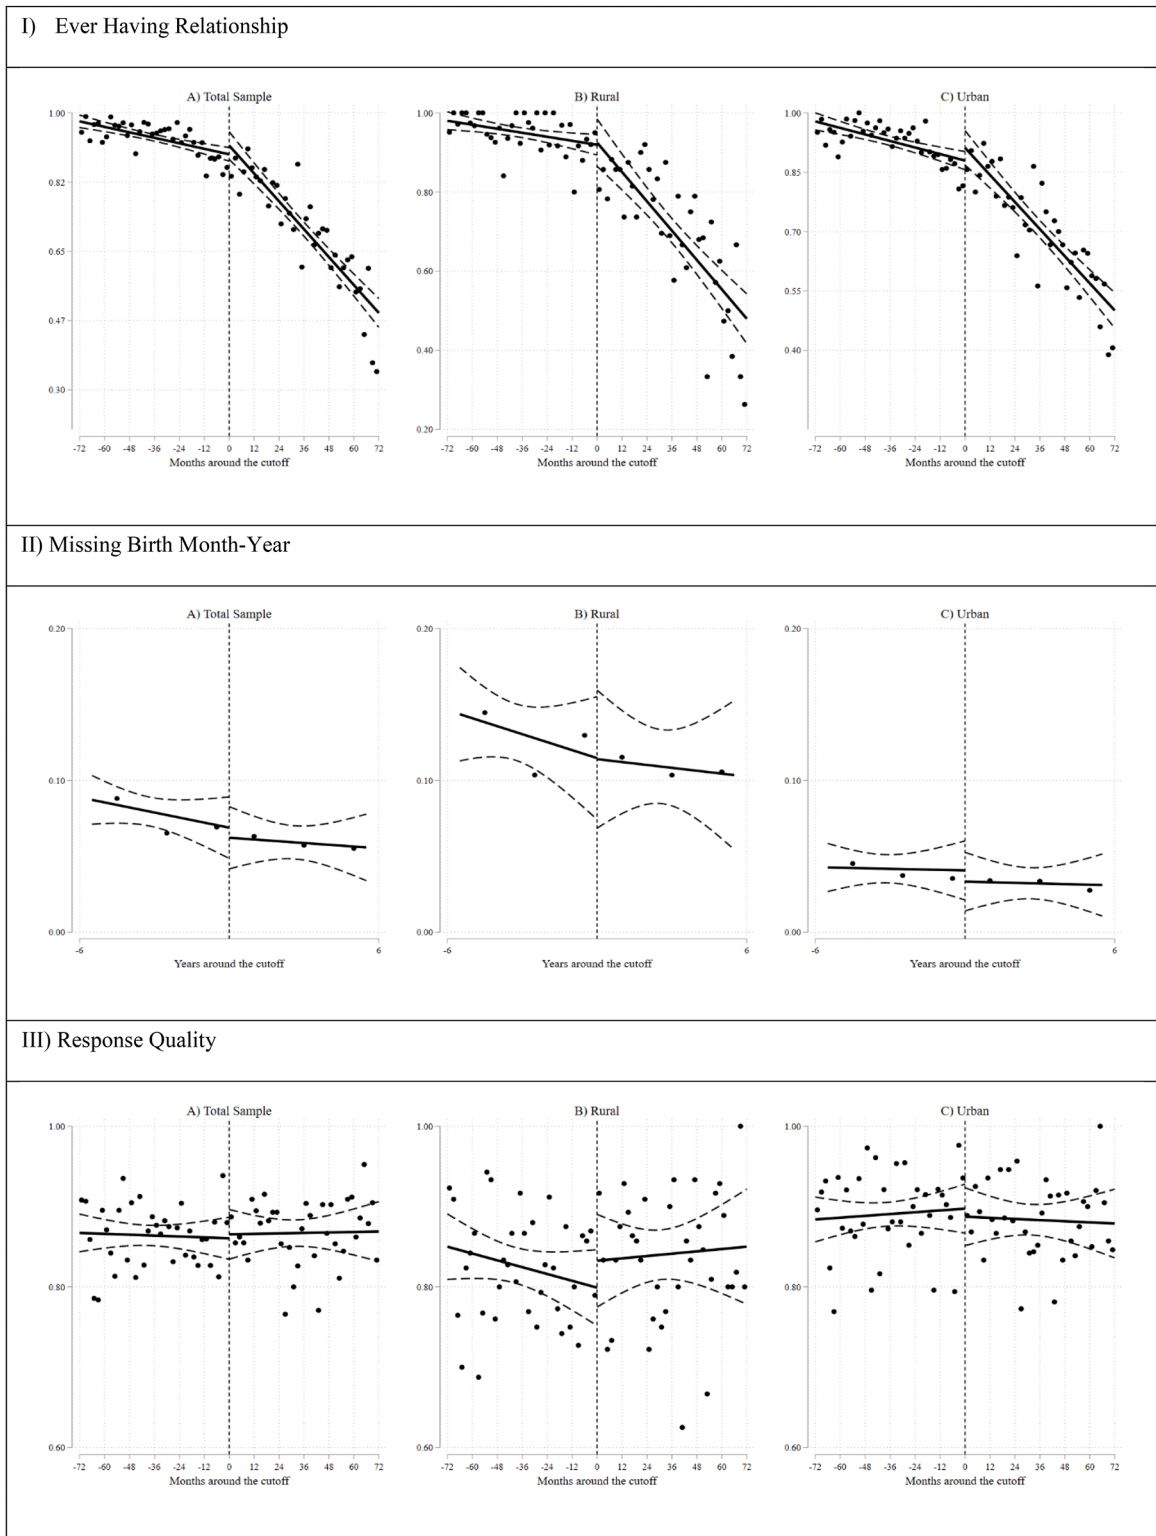 I) Ever Having Relationship
A) Total Sample
1.00
0.82
0.65
0.47
0.30
-72 -60 -48 -36 -24 -12 0 12 24 36 48 60 72
Months around the cutoff
B) Rural
1.00
0.80
0.60
0.40
0.20
-72 -60 -48 -36 -24 -12 0 12 24 36 48 60 72
Months around the cutoff
C) Urban
1.00
0.85
0.70
0.55
0.40
-72 -60 -48 -36 -24 -12 0 12 24 36 48 60 72
Months around the cutoff
II) Missing Birth Month-Year
A) Total Sample
0.20
0.10
0.00
-6 6
Years around the cutoff
B) Rural
0.20
0.10
0.00
-6 6
Years around the cutoff
C) Urban
0.20
0.10
0.00
-6 6
Years around the cutoff
III) Response Quality
A) Total Sample
1.00
0.80
0.60
-72 -60 -48 -36 -24 -12 0 12 24 36 48 60 72
Months around the cutoff
B) Rural
1.00
0.80
0.60
-72 -60 -48 -36 -24 -12 0 12 24 36 48 60 72
Months around the cutoff
C) Urban
1.00
0.80
0.60
-72 -60 -48 -36 -24 -12 0 12 24 36 48 60 72
Months around the cutoff